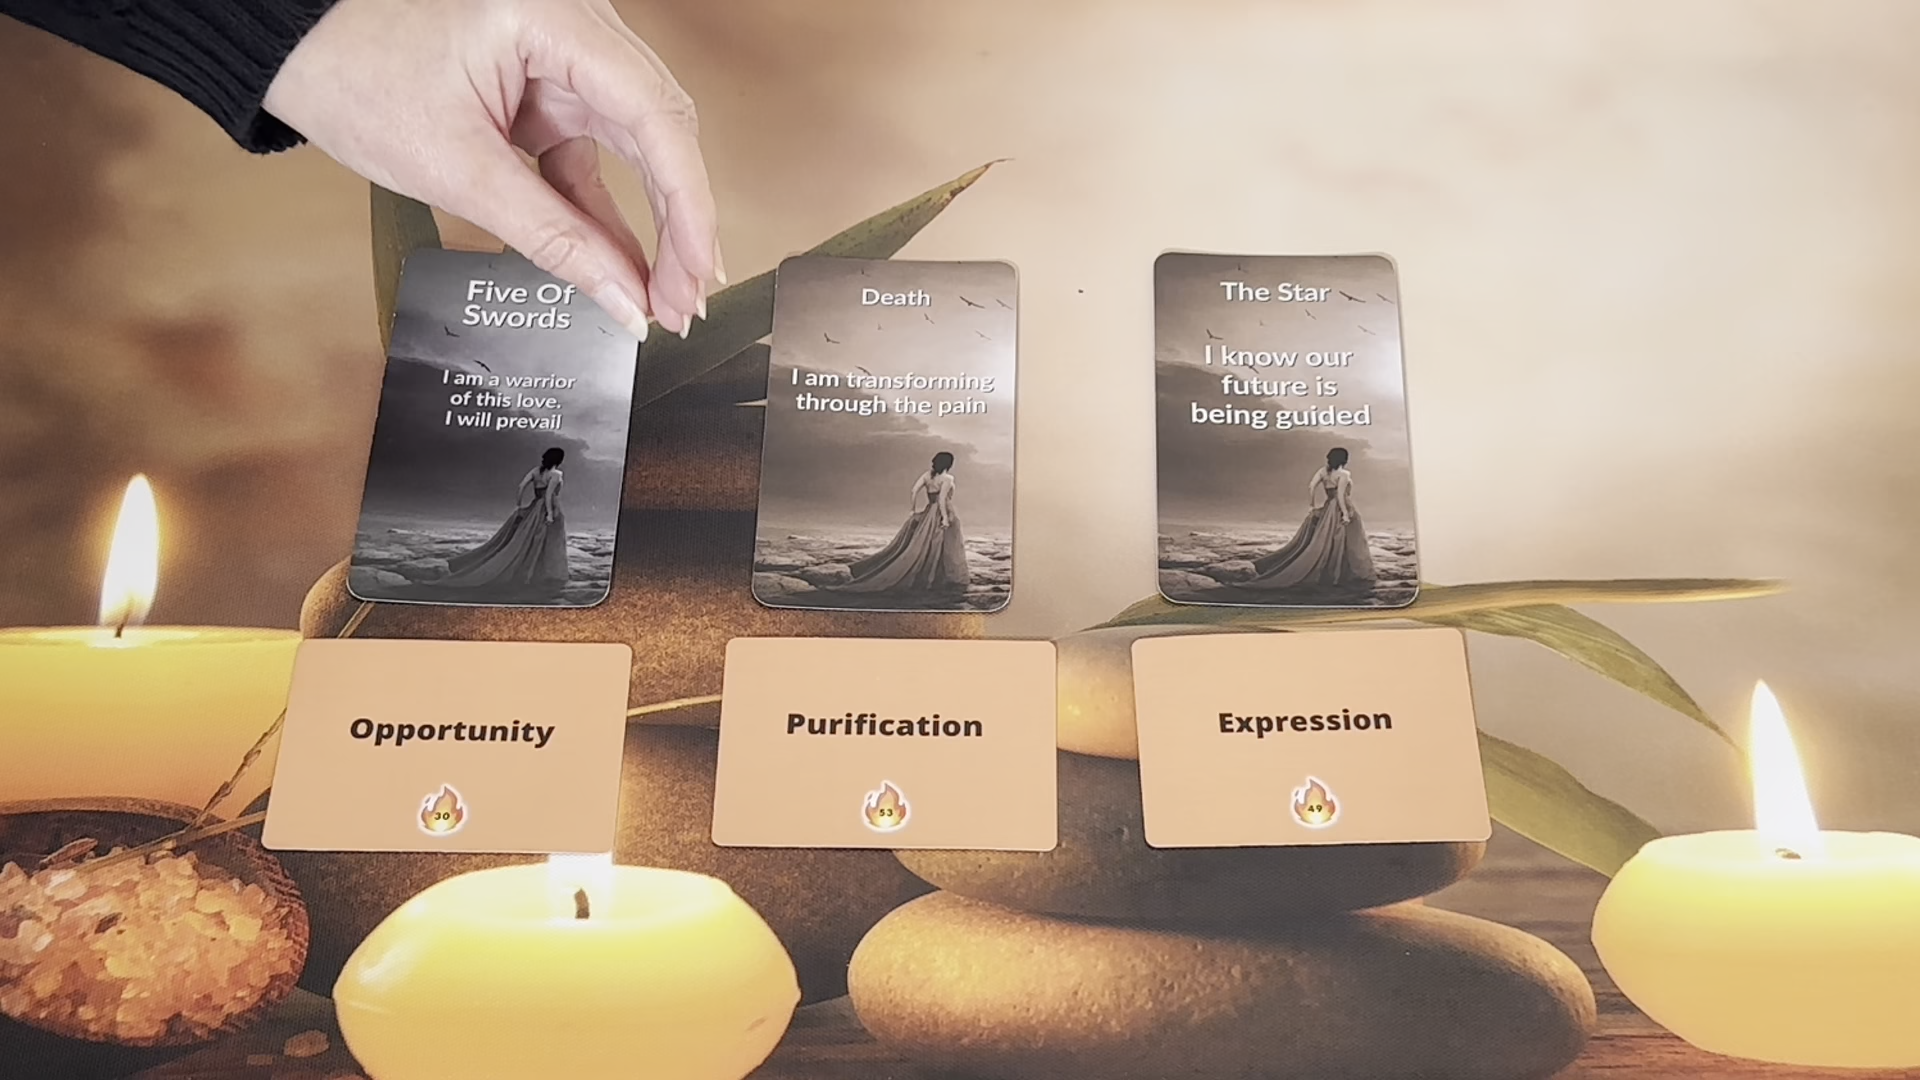 Five Of
Swords
I am a warrior
of this love.
I will prevail
Death
I am transforming
through the pain
The Star
I know our
future is
being guided
Opportunity
30
Purification
53
Expression
49